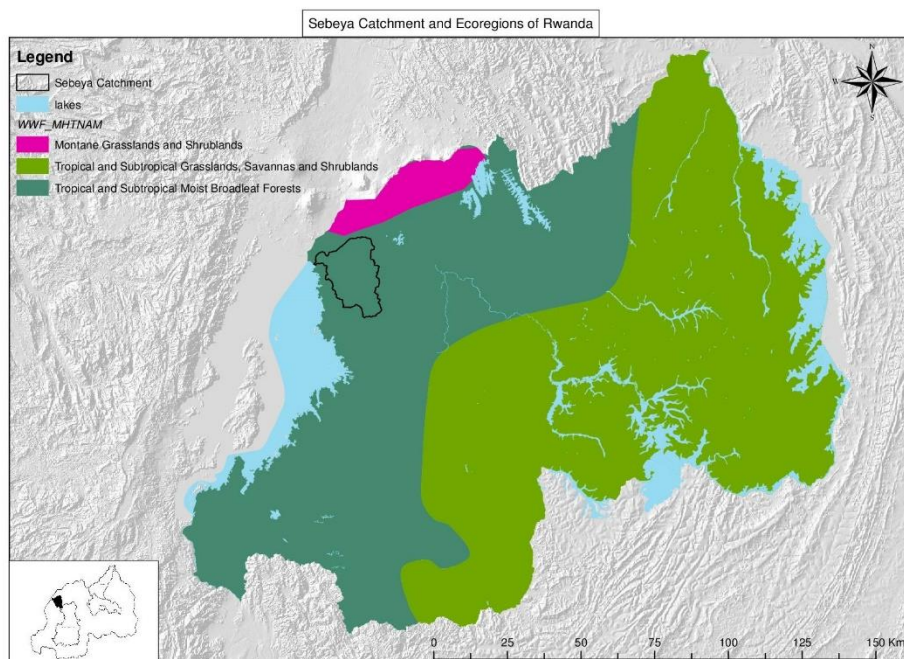 Sebeya Catchment and Ecoregions of Rwanda
Legend
Sebeya Catchment
lakes
WWF_MHTNAM
Montane Grasslands and Shrublands
Tropical and Subtropical Grasslands, Savannas and Shrublands
Tropical and Subtropical Moist Broadleaf Forests
N
W
E
S
0 25 50 75 100 125 150 Km